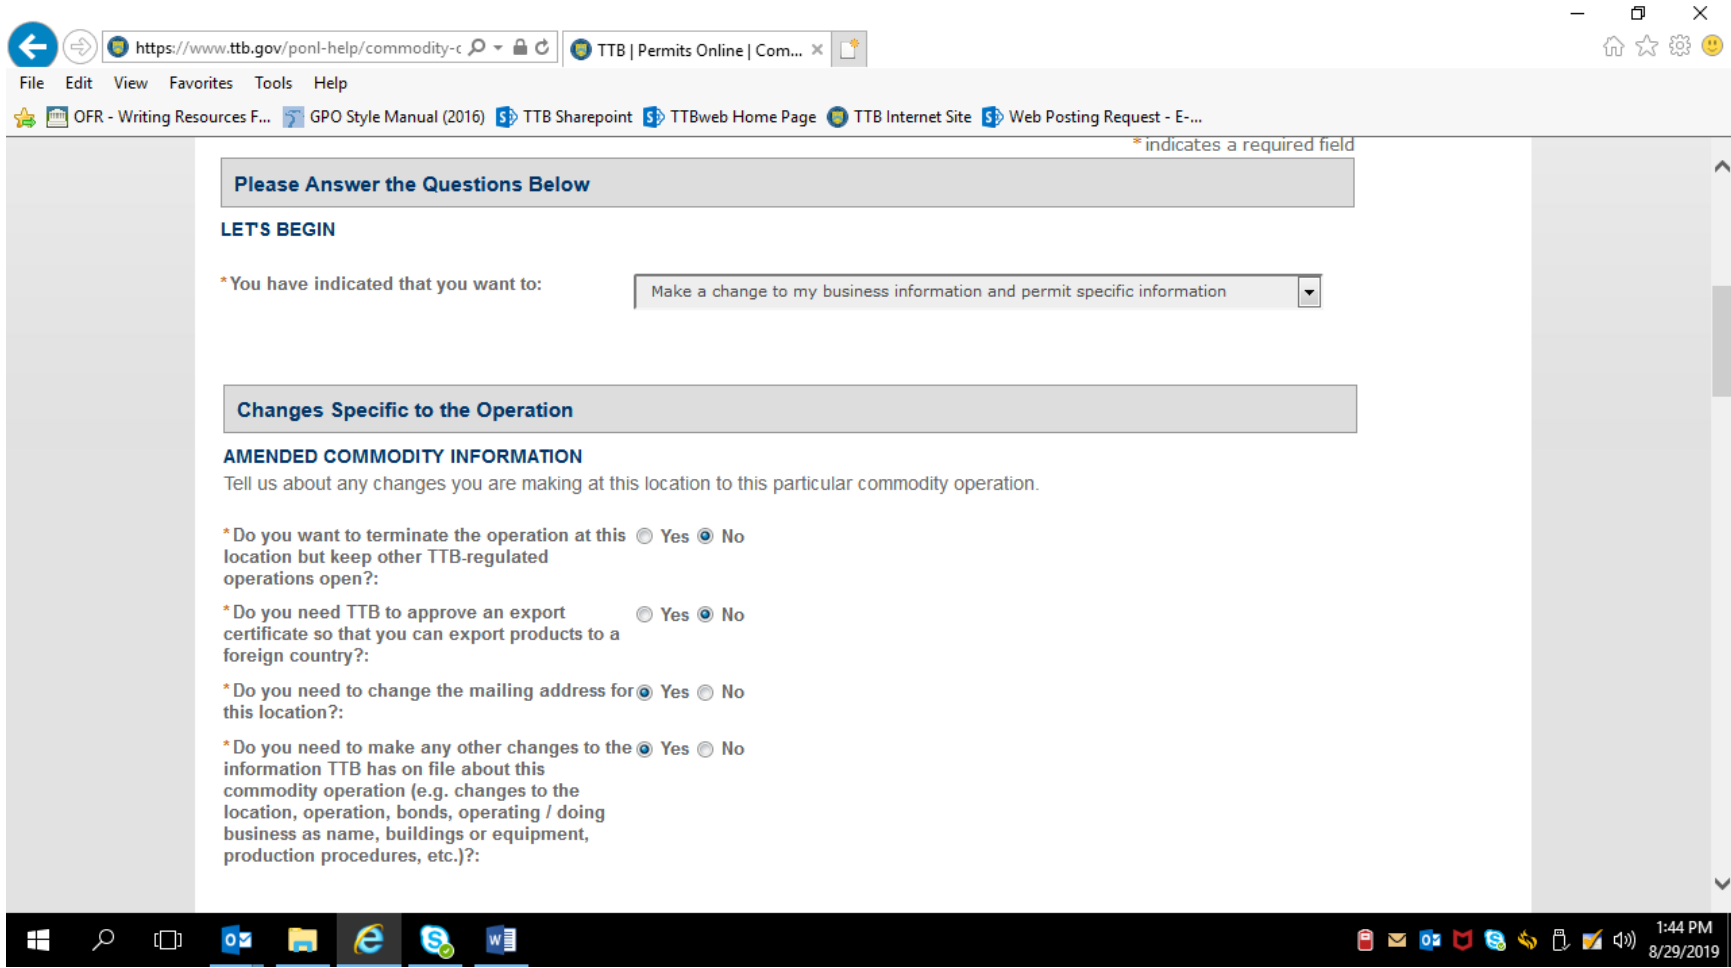 https://www.ttb.gov/ponl-help/commodity-c
TTB | Permits Online | Com...
File Edit View Favorites Tools Help
OFR - Writing Resources F... GPO Style Manual (2016) TTB Sharepoint TTBweb Home Page TTB Internet Site Web Posting Request - E-...
* indicates a required field
Please Answer the Questions Below
LET'S BEGIN
* You have indicated that you want to: Make a change to my business information and permit specific information
Changes Specific to the Operation
AMENDED COMMODITY INFORMATION
Tell us about any changes you are making at this location to this particular commodity operation.
* Do you want to terminate the operation at this Yes No
location but keep other TTB-regulated
operations open?:
* Do you need TTB to approve an export Yes No
certificate so that you can export products to a
foreign country?:
* Do you need to change the mailing address for Yes No
this location?:
* Do you need to make any other changes to the Yes No
information TTB has on file about this
commodity operation (e.g. changes to the
location, operation, bonds, operating / doing
business as name, buildings or equipment,
production procedures, etc.)?:
1:44 PM
8/29/2019